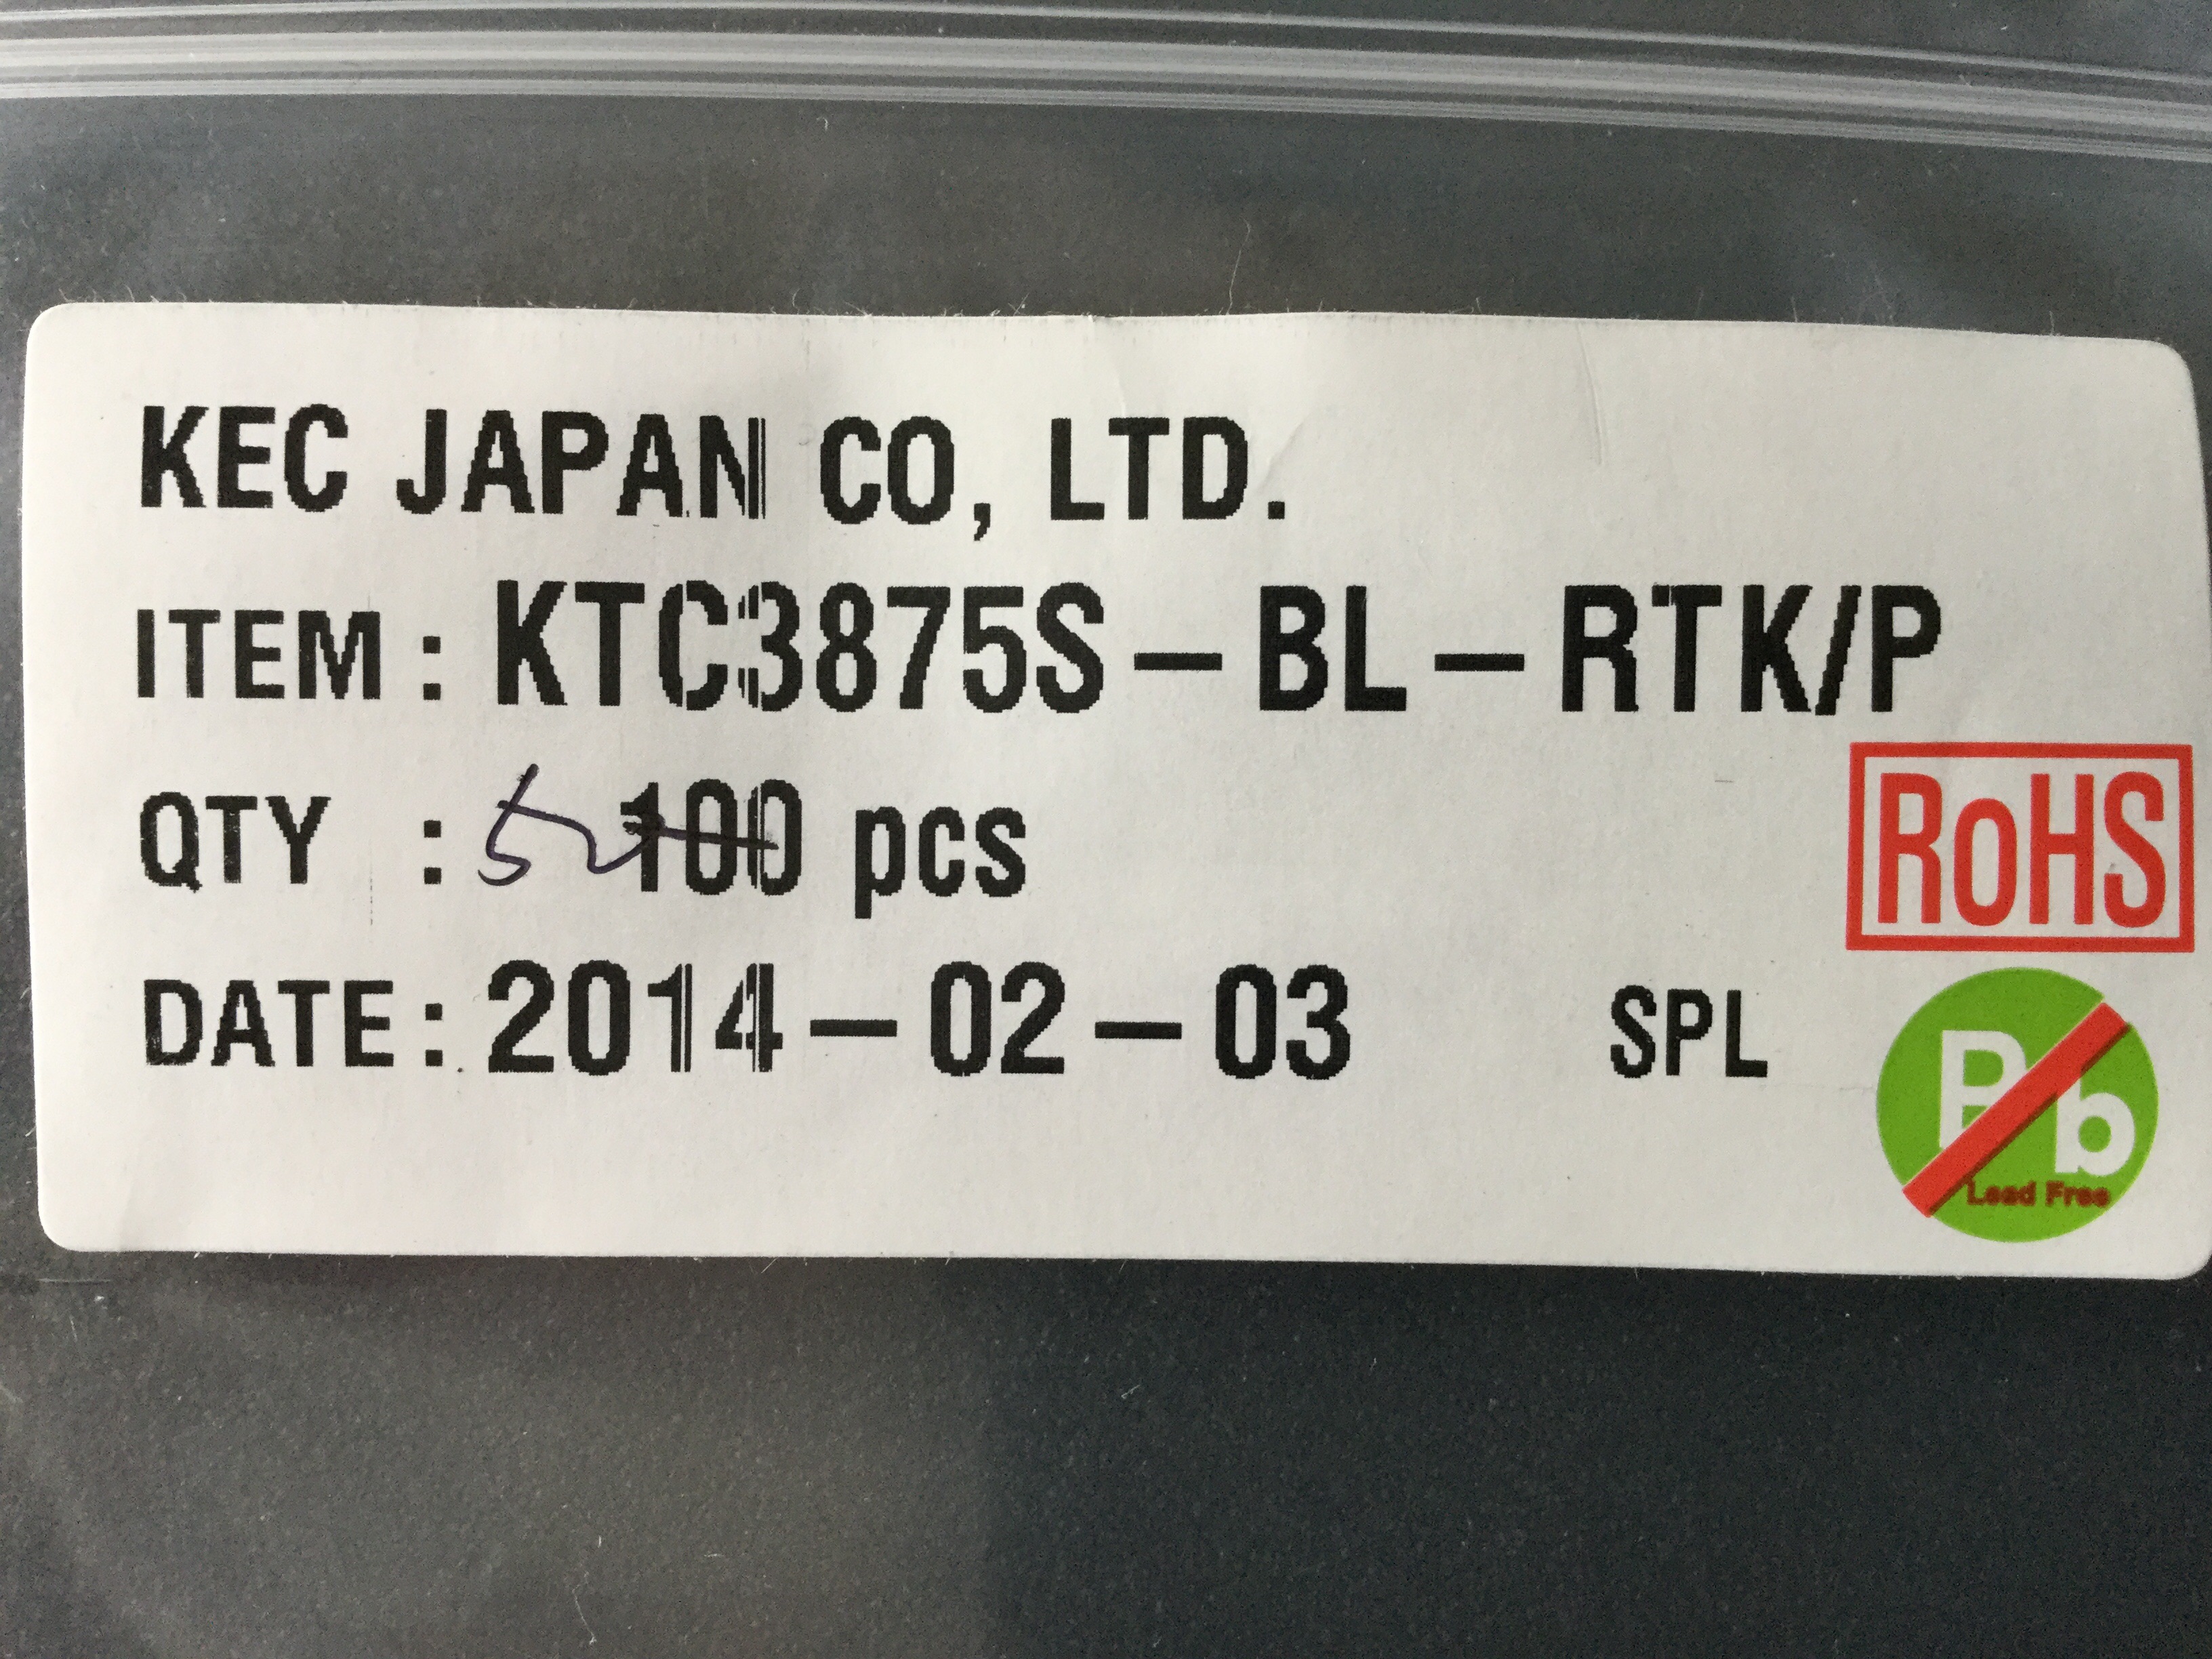 KEC JAPAN CO, LTD.
ITEM : KTC3875S-BL-RTK/P
QTY : 50 100 pcs
RoHS
DATE : 2014-02-03 SPL
Pb
Lead Free